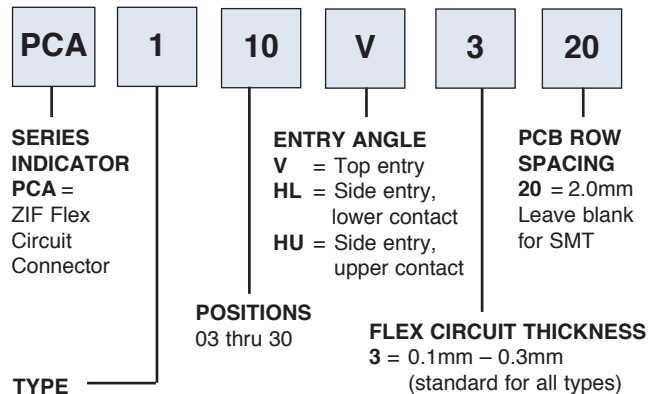 PCA 1 10 V 3 20
SERIES
INDICATOR
PCA =
ZIF Flex
Circuit
Connector
ENTRY ANGLE
V = Top entry
HL = Side entry,
lower contact
HU = Side entry,
upper contact
PCB ROW
SPACING
20 = 2.0mm
Leave blank
for SMT
POSITIONS
03 thru 30
FLEX CIRCUIT THICKNESS
3 = 0.1mm – 0.3mm
(standard for all types)
TYPE